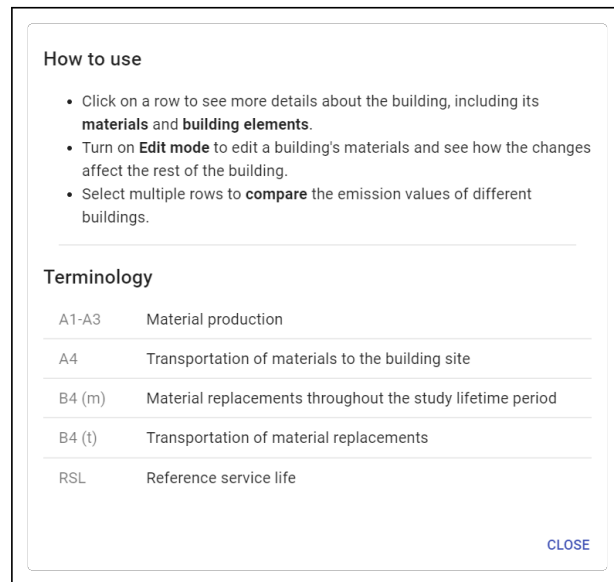 How to use
• Click on a row to see more details about the building, including its
materials and building elements.
• Turn on Edit mode to edit a building's materials and see how the changes
affect the rest of the building.
• Select multiple rows to compare the emission values of different
buildings.
Terminology
A1-A3 Material production
A4 Transportation of materials to the building site
B4 (m) Material replacements throughout the study lifetime period
B4 (t) Transportation of material replacements
RSL Reference service life
CLOSE